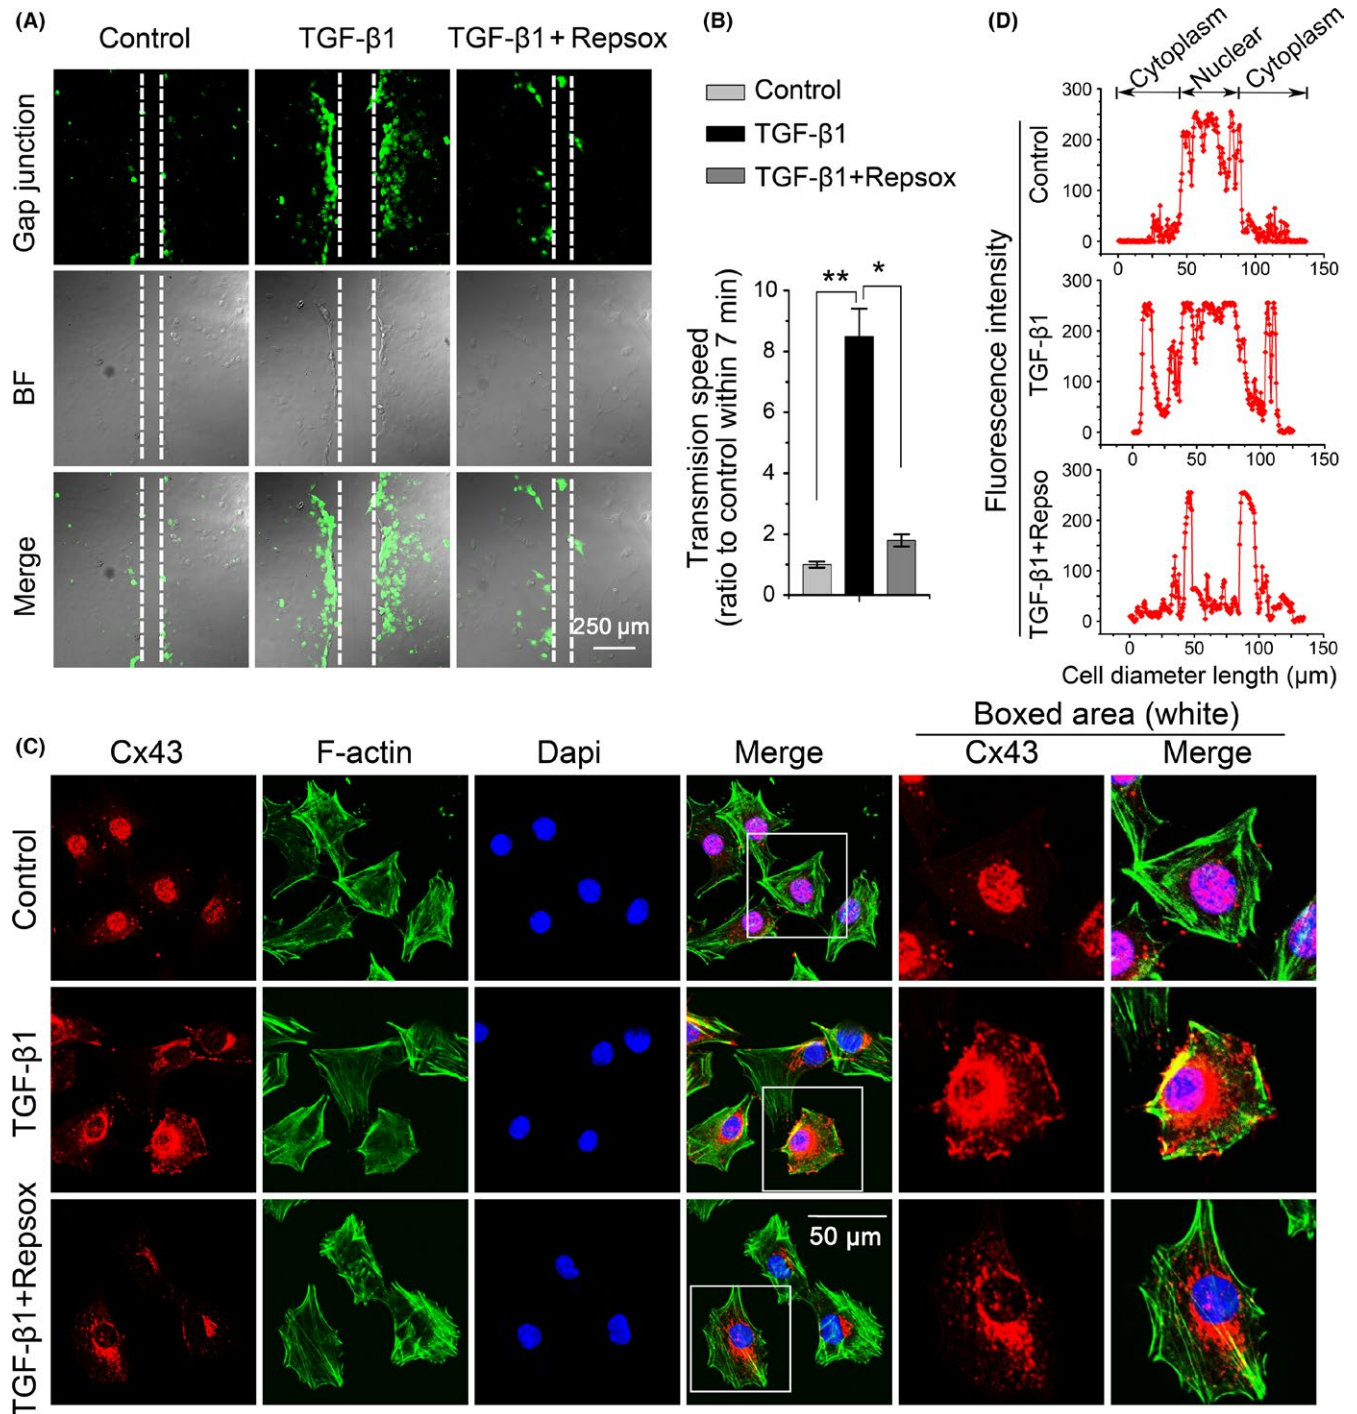 (A)
Control
TGF-β1
TGF-β1 + Repsox
Gap junction
BF
Merge
250 μm
(B)
Control
TGF-β1
TGF-β1+Repsox
Transmision speed
(ratio to control within 7 min)
10
8
6
4
2
0
**
*
(D)
Cytoplasm
Nuclear
Cytoplasm
Fluorescence intensity
Control
300
200
100
0
0
50
100
150
TGF-β1
300
200
100
0
0
50
100
150
TGF-β1+Repso
300
200
100
0
0
50
100
150
Cell diameter length (μm)
(C)
Boxed area (white)
Cx43
F-actin
Dapi
Merge
Cx43
Merge
Control
TGF-β1
TGF-β1+Repsox
50 μm